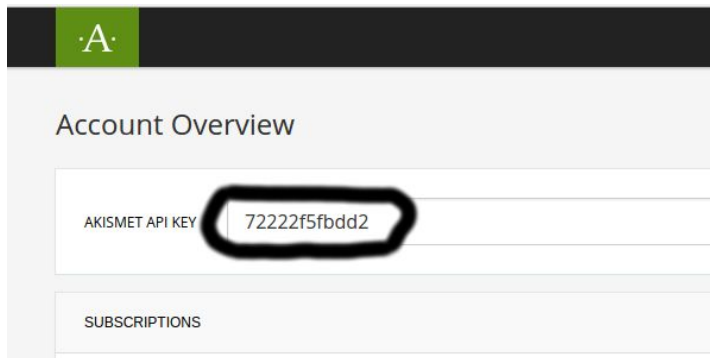 ·A·
Account Overview
AKISMET API KEY 72222f5fbdd2
SUBSCRIPTIONS